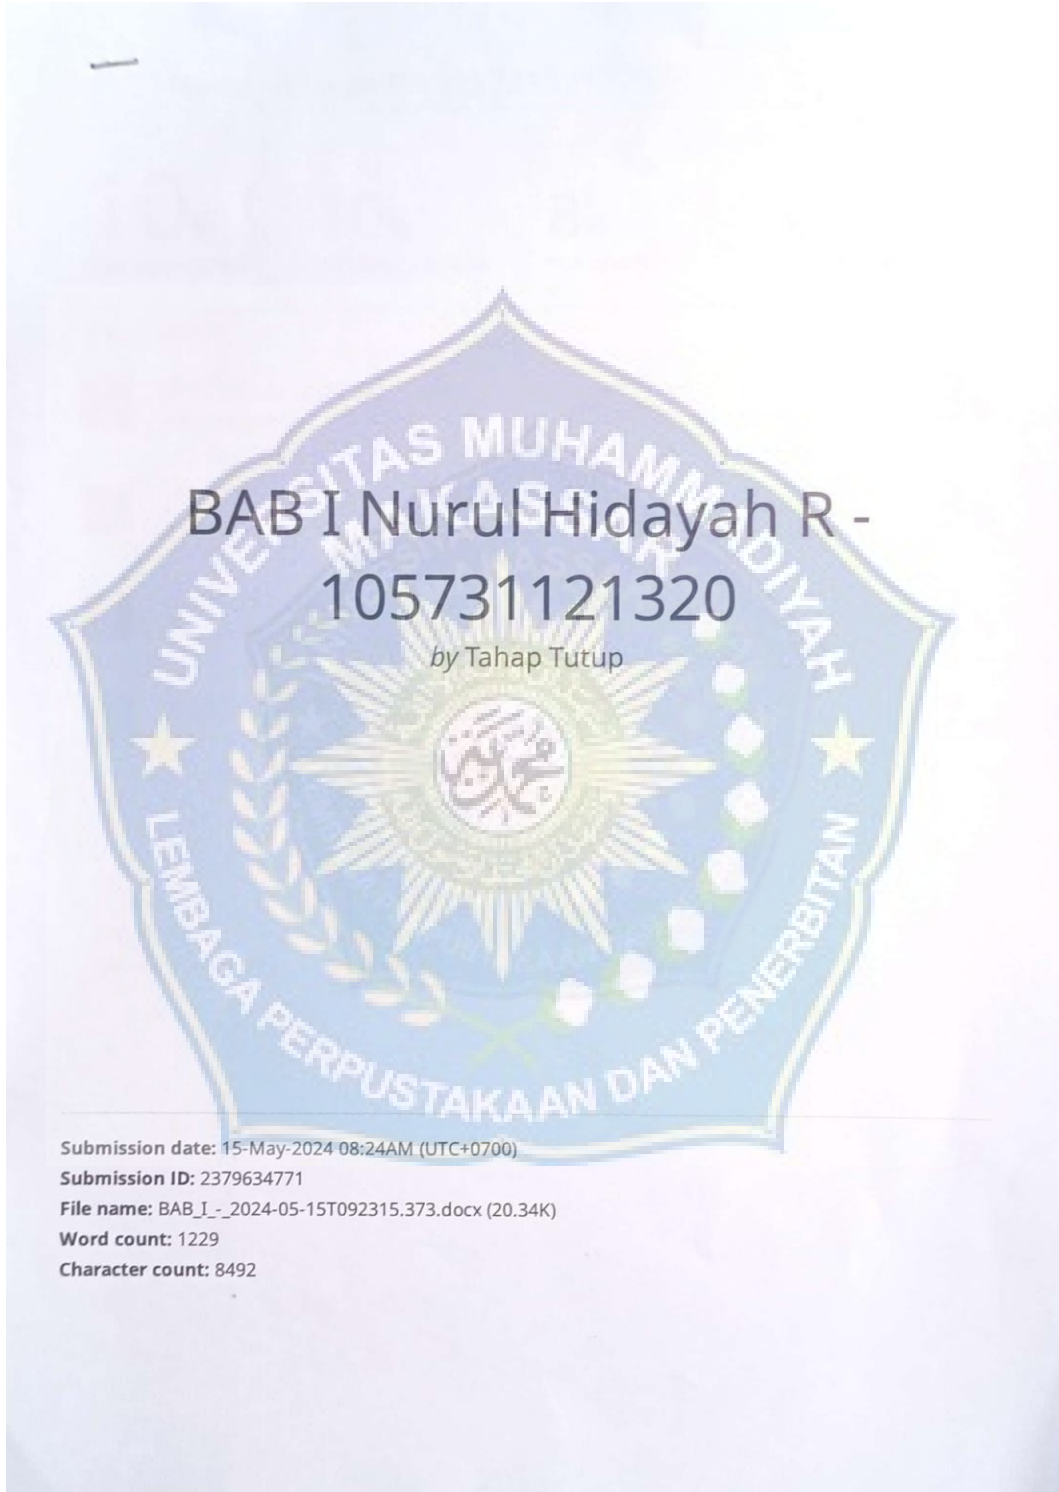 UNIVERSITAS MUHAMMADIYAH
MAKASSAR
BAB I Nurul Hidayah R -
105731121320
by Tahap Tutup
LEMBAGA PERPUSTAKAAN DAN PENERBITAN
Submission date: 15-May-2024 08:24AM (UTC+0700)
Submission ID: 2379634771
File name: BAB_I_-_2024-05-15T092315.373.docx (20.34K)
Word count: 1229
Character count: 8492